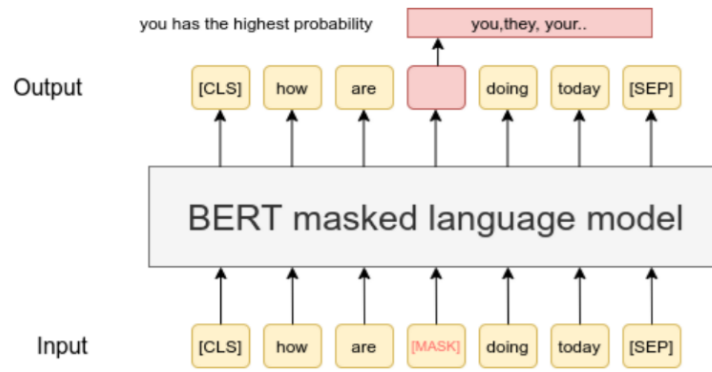 you has the highest probability you,they, your..
Output [CLS] how are doing today [SEP]
BERT masked language model
Input [CLS] how are [MASK] doing today [SEP]